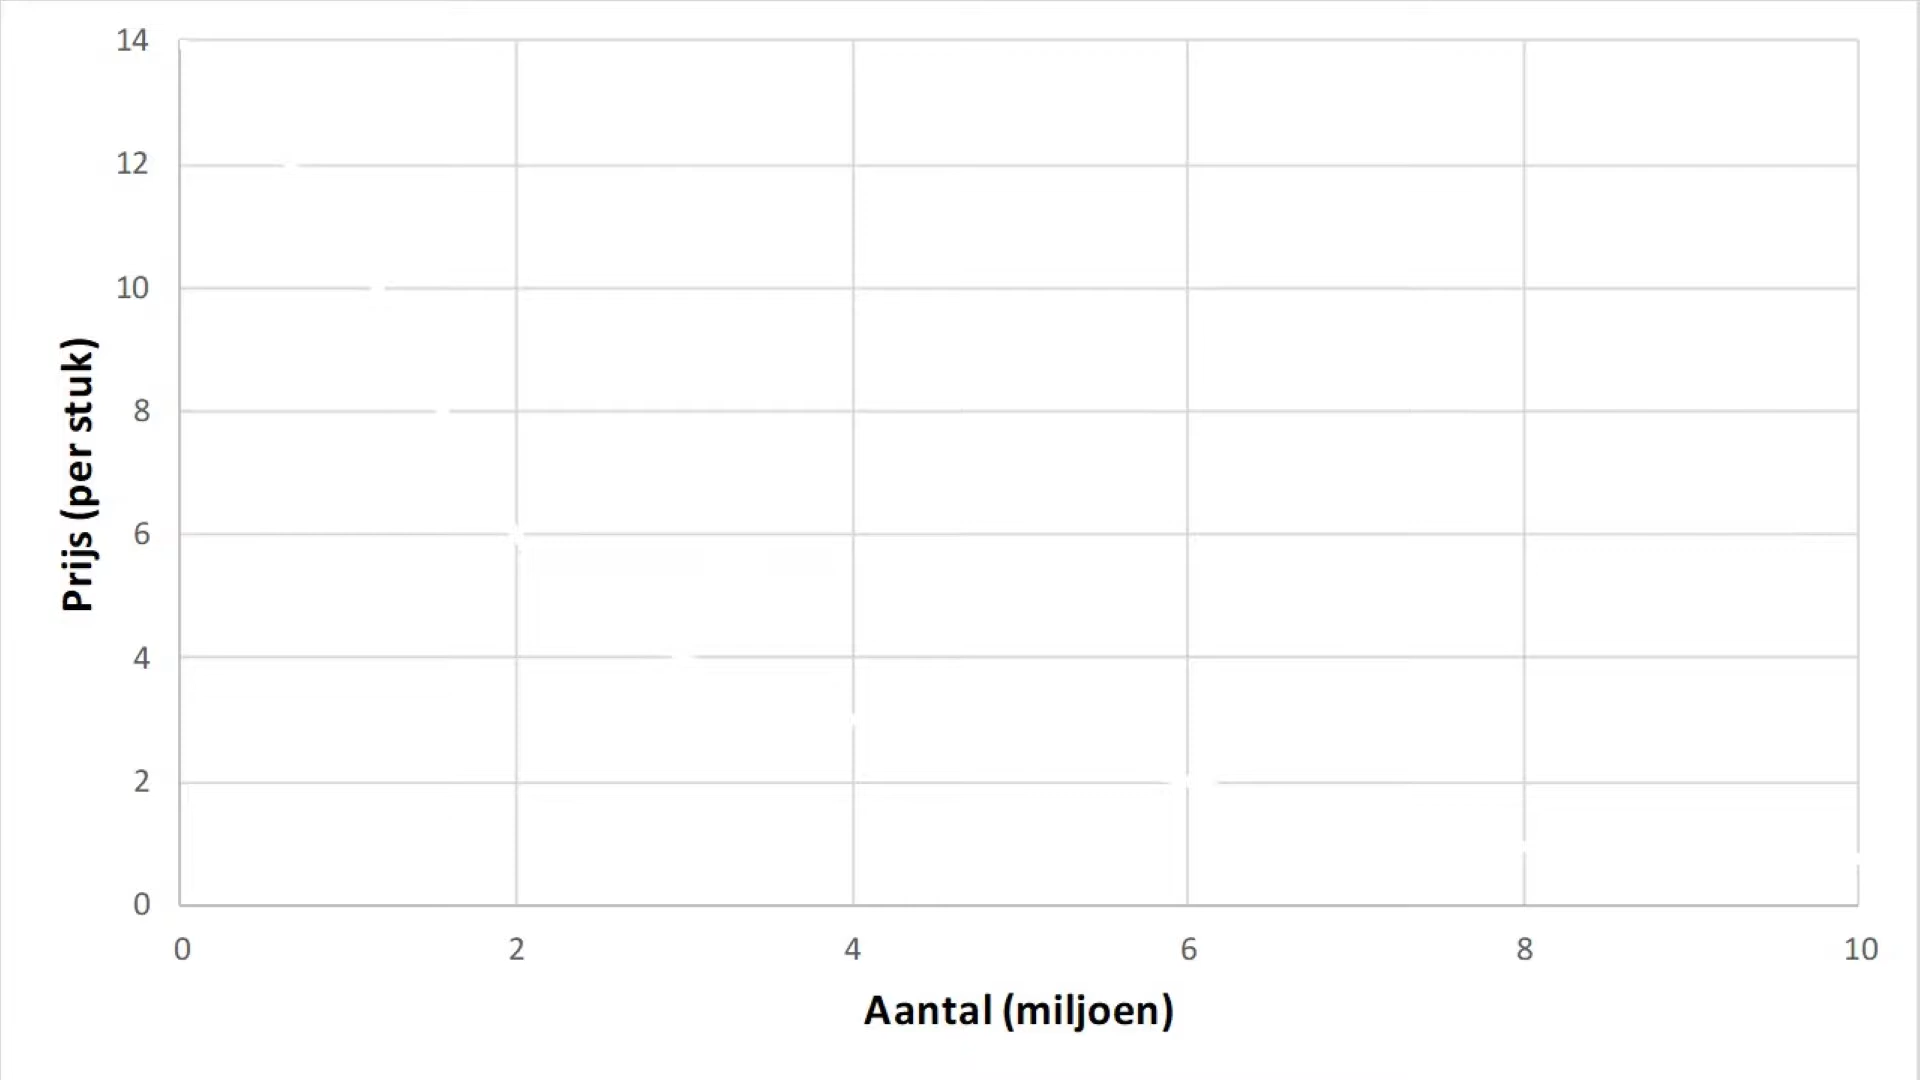 14
12
10
8
6
4
2
0
Prijs (per stuk)
0 2 4 6 8 10
Aantal (miljoen)